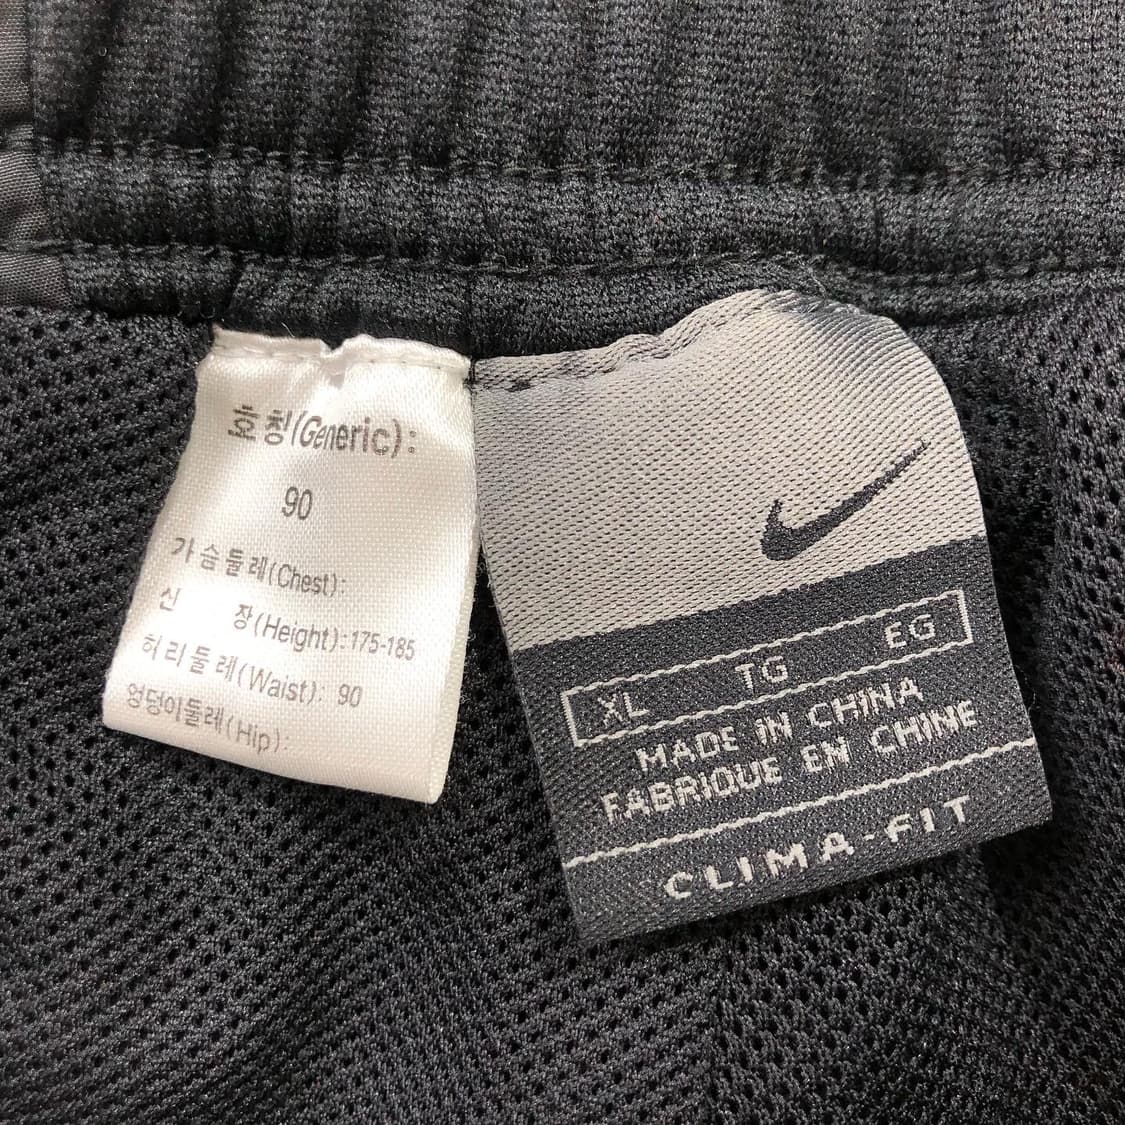 호칭(Generic):
90
가슴둘레(Chest):
신 장(Height):175-185
허리둘레(Waist): 90
엉덩이둘레(Hip):
XL TG EG
MADE IN CHINA
FABRIQUE EN CHINE
CLIMA-FIT